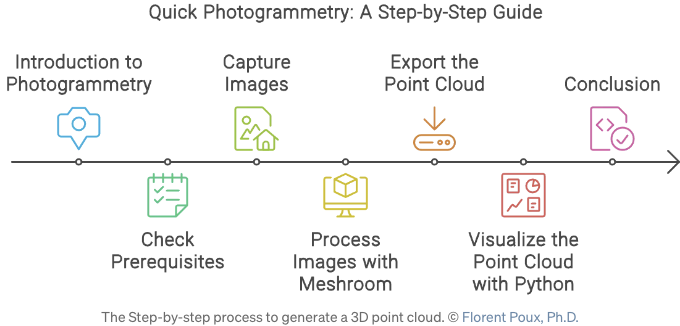 Quick Photogrammetry: A Step-by-Step Guide
Introduction to
Photogrammetry
Capture
Images
Export the
Point Cloud
Conclusion
Check
Prerequisites
Process
Images with
Meshroom
Visualize the
Point Cloud
with Python
The Step-by-step process to generate a 3D point cloud. © Florent Poux, Ph.D.